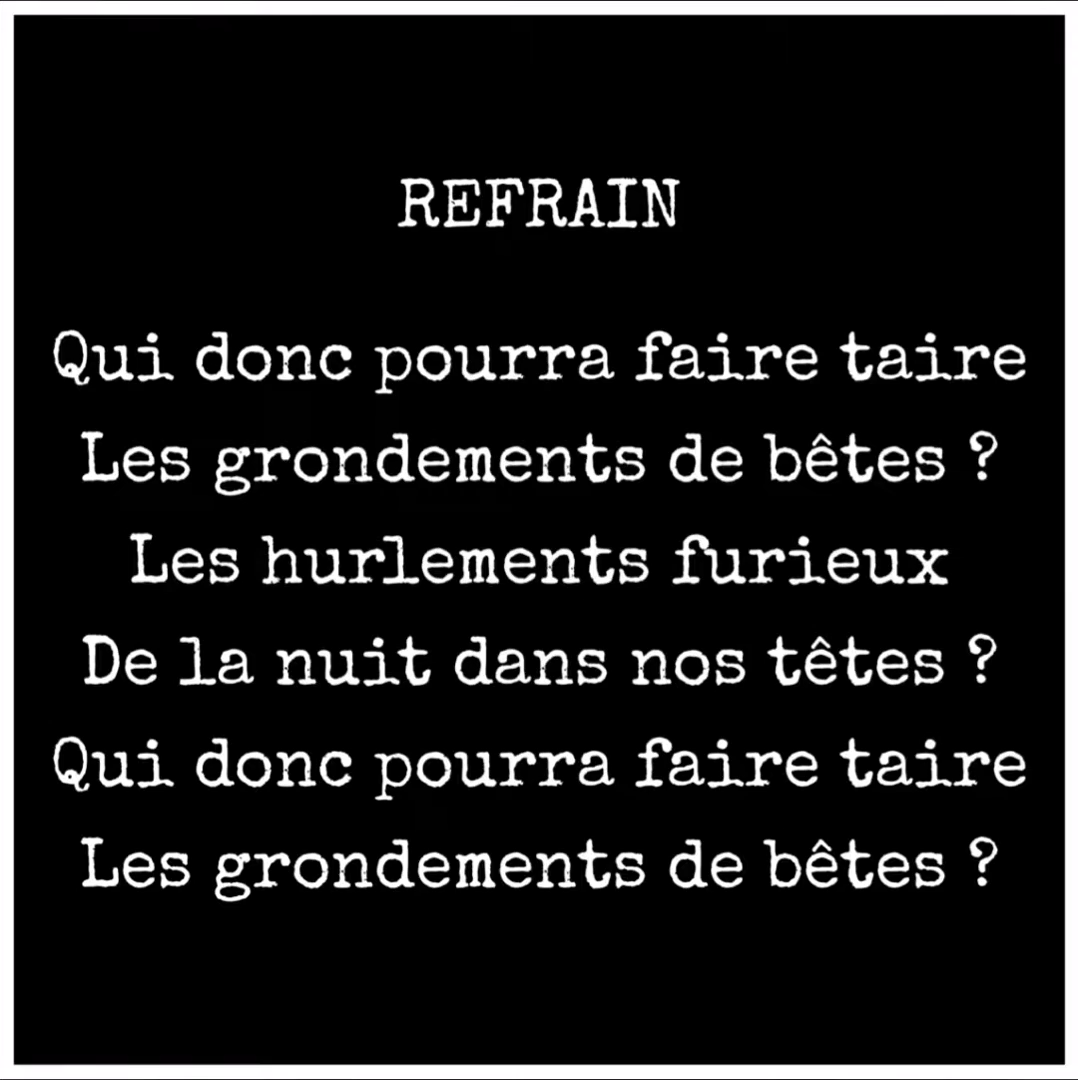 REFRAIN
Qui donc pourra faire taire
Les grondements de bêtes ?
Les hurlements furieux
De la nuit dans nos têtes ?
Qui donc pourra faire taire
Les grondements de bêtes ?